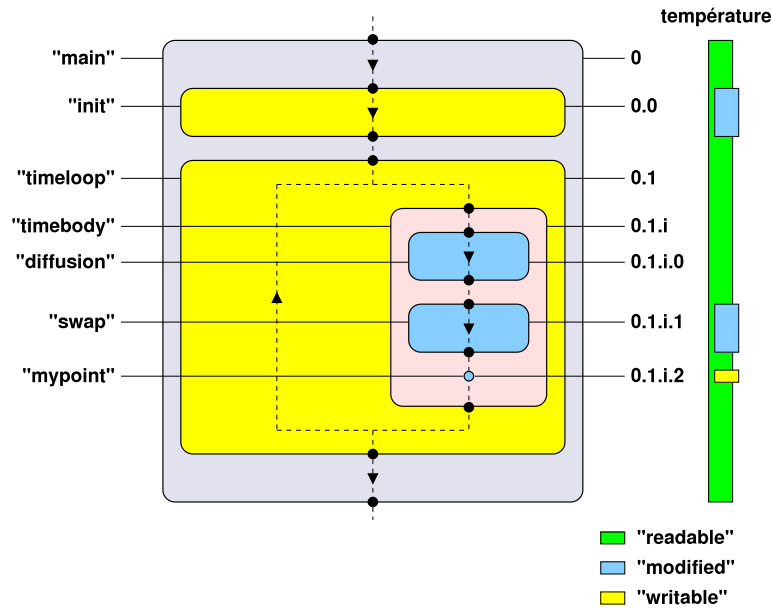 température
"main" 0
"init" 0.0
"timeloop" 0.1
"timebody" 0.1.i
"diffusion" 0.1.i.0
"swap" 0.1.i.1
"mypoint" 0.1.i.2
"readable"
"modified"
"writable"